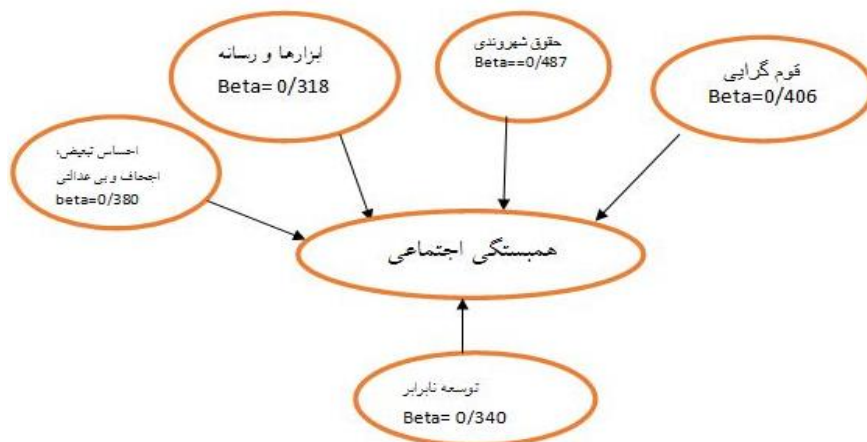 ابزارها و رسانه
Beta= 0/318
حقوق شهروندی
Beta==0/487
قوم گرایی
Beta=0/406
احساس تبعیض،
اجحاف و بی عدالتی
beta=0/380
همبستگی اجتماعی
توسعه نابرابر
Beta= 0/340